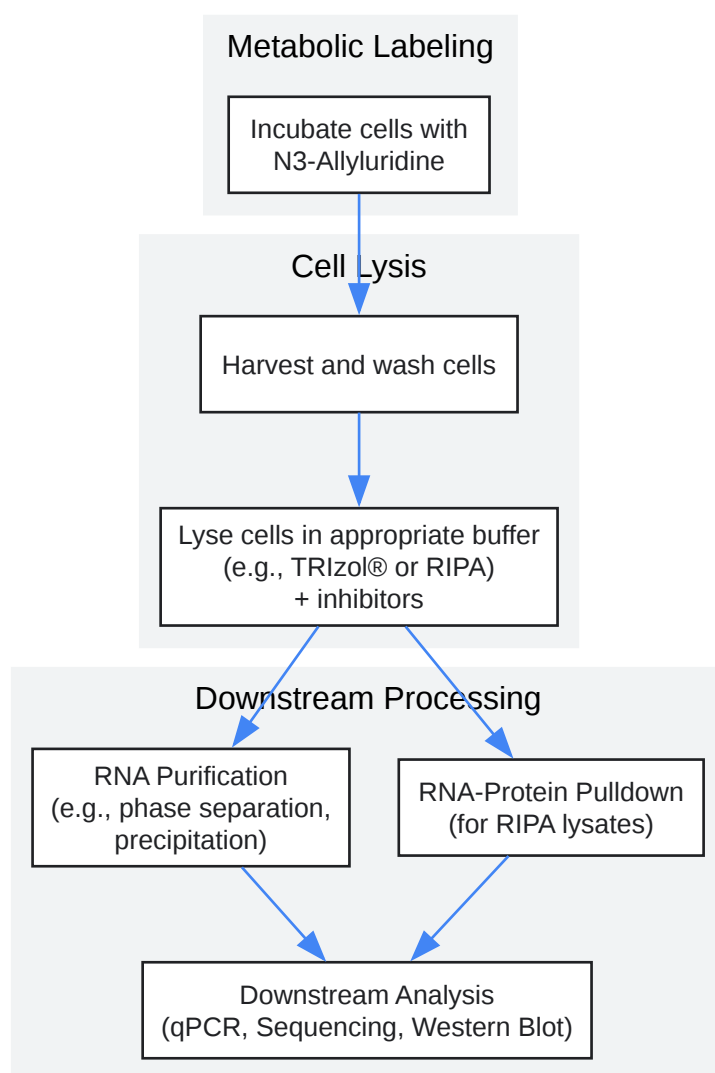 Metabolic Labeling
Incubate cells with
N3-Allyluridine
Cell Lysis
Harvest and wash cells
Lyse cells in appropriate buffer
(e.g., TRIzol® or RIPA)
+ inhibitors
Downstream Processing
RNA Purification
(e.g., phase separation,
precipitation)
RNA-Protein Pulldown
(for RIPA lysates)
Downstream Analysis
(qPCR, Sequencing, Western Blot)